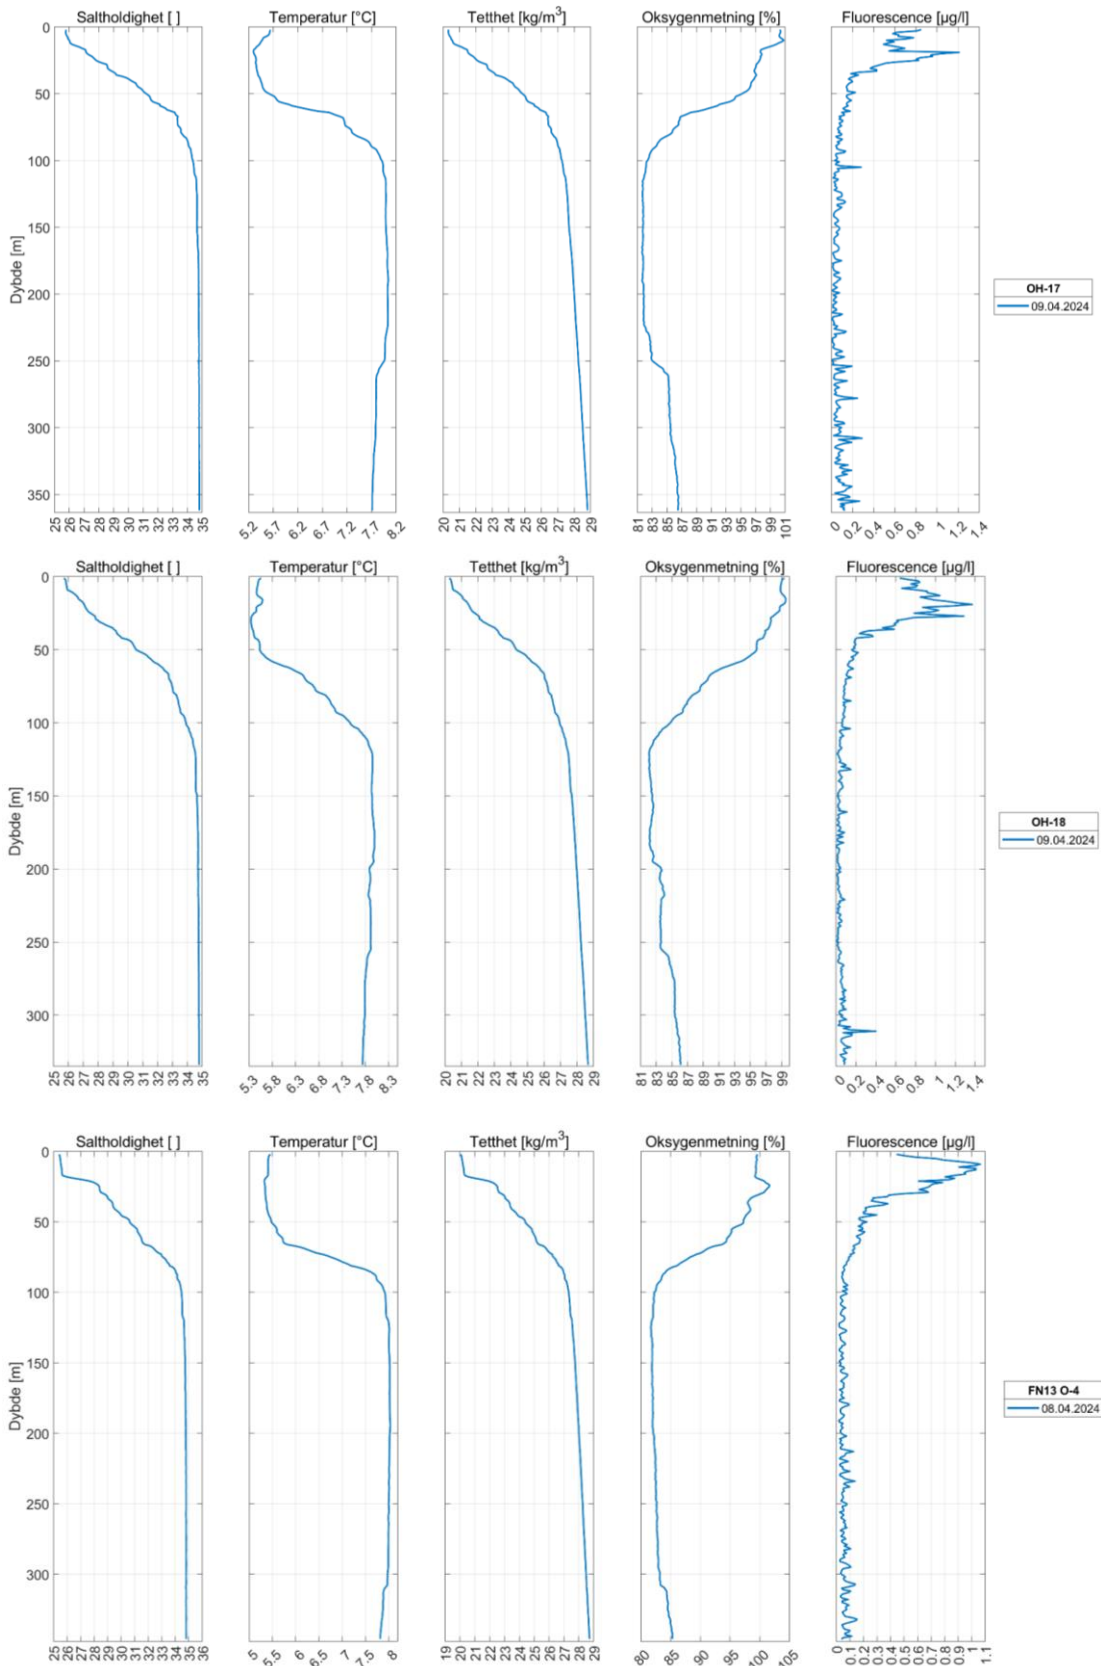 Saltholdighet [ ] Temperatur [°C] Tetthet [kg/m³] Oksygenmetning [%] Fluorescence [µg/l]
0
50
100
150
200
250
300
350
Dybde [m]
25 26 27 28 29 30 31 32 33 34 35
5.2 5.7 6.2 6.7 7.2 7.7 8.2
20 21 22 23 24 25 26 27 28 29
81 83 85 87 89 91 93 95 97 99 101
0 0.2 0.4 0.6 0.8 1 1.2 1.4
OH-17
09.04.2024
Saltholdighet [ ] Temperatur [°C] Tetthet [kg/m³] Oksygenmetning [%] Fluorescence [µg/l]
0
50
100
150
200
250
300
Dybde [m]
25 26 27 28 29 30 31 32 33 34 35
5.3 5.8 6.3 6.8 7.3 7.8 8.3
20 21 22 23 24 25 26 27 28 29
81 83 85 87 89 91 93 95 97 99
0 0.2 0.4 0.6 0.8 1 1.2 1.4
OH-18
09.04.2024
Saltholdighet [ ] Temperatur [°C] Tetthet [kg/m³] Oksygenmetning [%] Fluorescence [µg/l]
0
50
100
150
200
250
300
Dybde [m]
25 26 27 28 29 30 31 32 33 34 35 36
5 5.5 6 6.5 7 7.5 8
19 20 21 22 23 24 25 26 27 28 29
80 85 90 95 100 105
0 0.1 0.2 0.3 0.4 0.5 0.6 0.7 0.8 0.9 1 1.1
FN13 O-4
08.04.2024